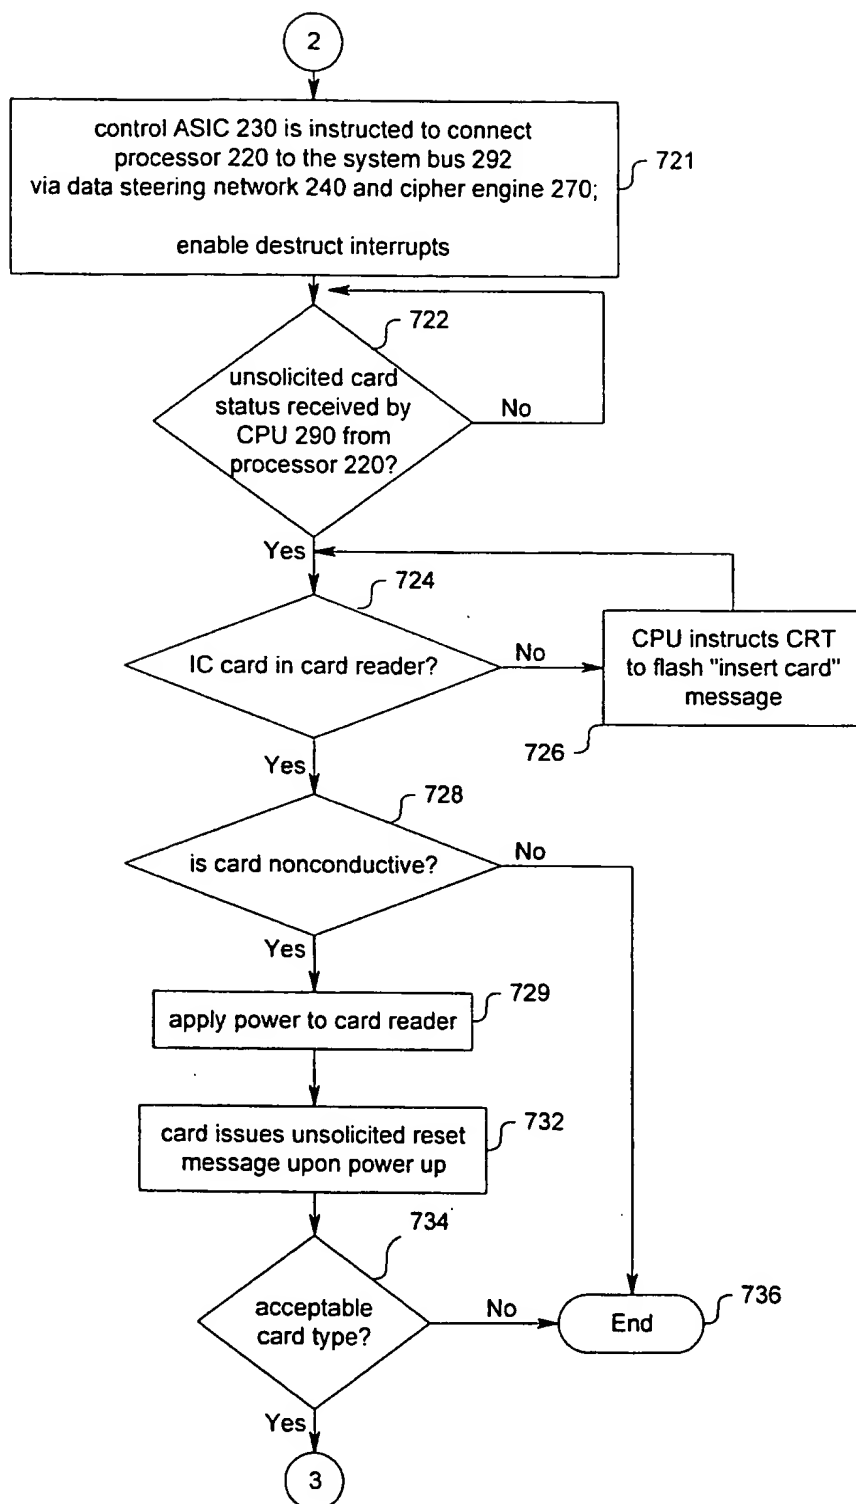 2
control ASIC 230 is instructed to connect
processor 220 to the system bus 292
via data steering network 240 and cipher engine 270;
enable destruct interrupts
721
722
unsolicited card
status received by
CPU 290 from
processor 220?
No
Yes
724
IC card in card reader?
No
CPU instructs CRT
to flash "insert card"
message
726
Yes
728
is card nonconductive?
No
Yes
729
apply power to card reader
732
card issues unsolicited reset
message upon power up
734
acceptable
card type?
No
End
736
Yes
3